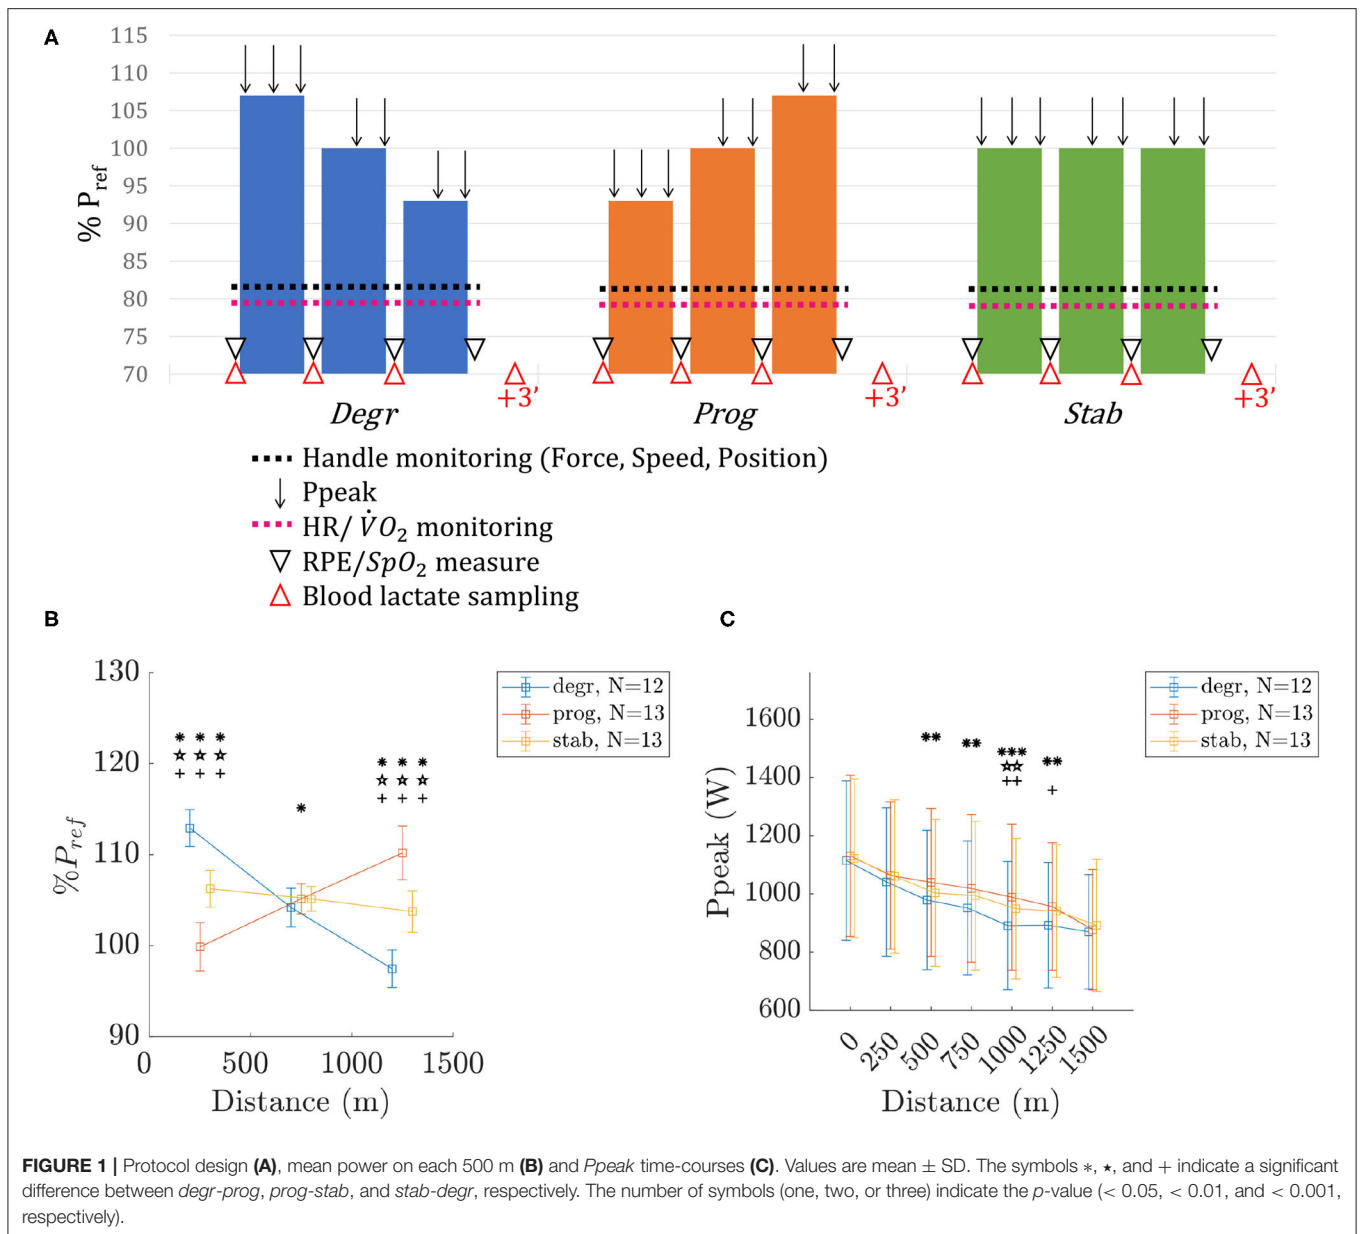 A
115
110
105
100
95
90
85
80
75
70
% Pref
+3’ +3’ +3’
Degr Prog Stab
Handle monitoring (Force, Speed, Position)
Ppeak
HR/ V̇O2 monitoring
RPE/SpO2 measure
Blood lactate sampling
B
130
120
110
100
90
%Pref
0 500 1000 1500
Distance (m)
degr, N=12
prog, N=13
stab, N=13
* * *
☆ ☆ ☆
+ + +
*
* * *
☆ ☆ ☆
+ + +
C
1600
1400
1200
1000
800
600
Ppeak (W)
0 250 500 750 1000 1250 1500
Distance (m)
degr, N=12
prog, N=13
stab, N=13
** ** *** **
☆☆
++ +
FIGURE 1 | Protocol design (A), mean power on each 500 m (B) and Ppeak time-courses (C). Values are mean ± SD. The symbols *, ⋆, and + indicate a significant
difference between degr-prog, prog-stab, and stab-degr, respectively. The number of symbols (one, two, or three) indicate the p-value (< 0.05, < 0.01, and < 0.001,
respectively).